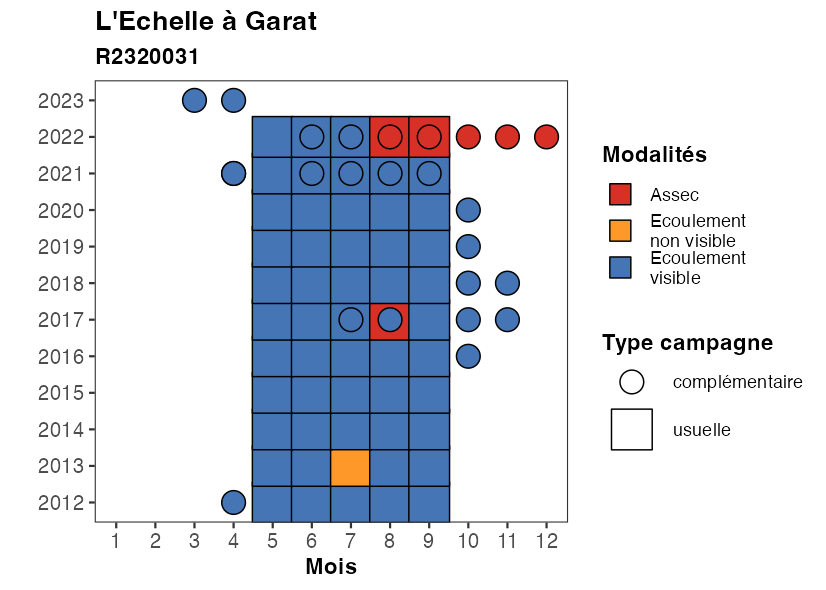 L'Echelle à Garat
R2320031
2023
2022
2021
2020
2019
2018
2017
2016
2015
2014
2013
2012
1 2 3 4 5 6 7 8 9 10 11 12
Mois
Modalités
Assec
Ecoulement
non visible
Ecoulement
visible
Type campagne
complémentaire
usuelle